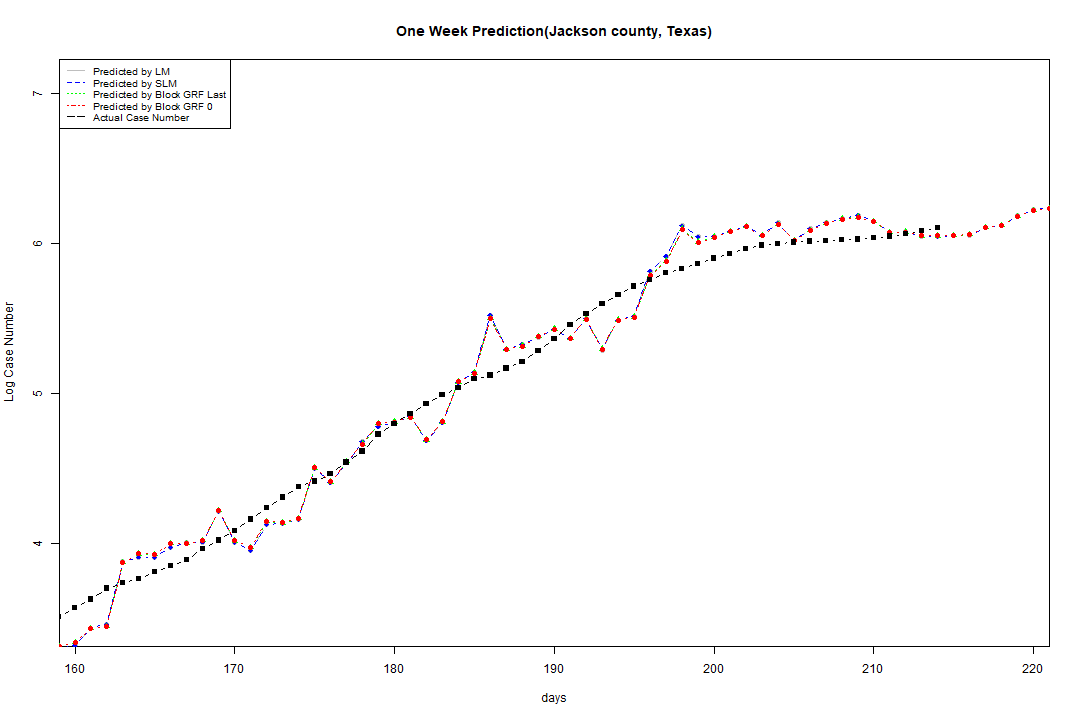 One Week Prediction(Jackson county, Texas)
Predicted by LM
Predicted by SLM
Predicted by Block GRF Last
Predicted by Block GRF 0
Actual Case Number
7
6
5
4
Log Case Number
160 170 180 190 200 210 220
days